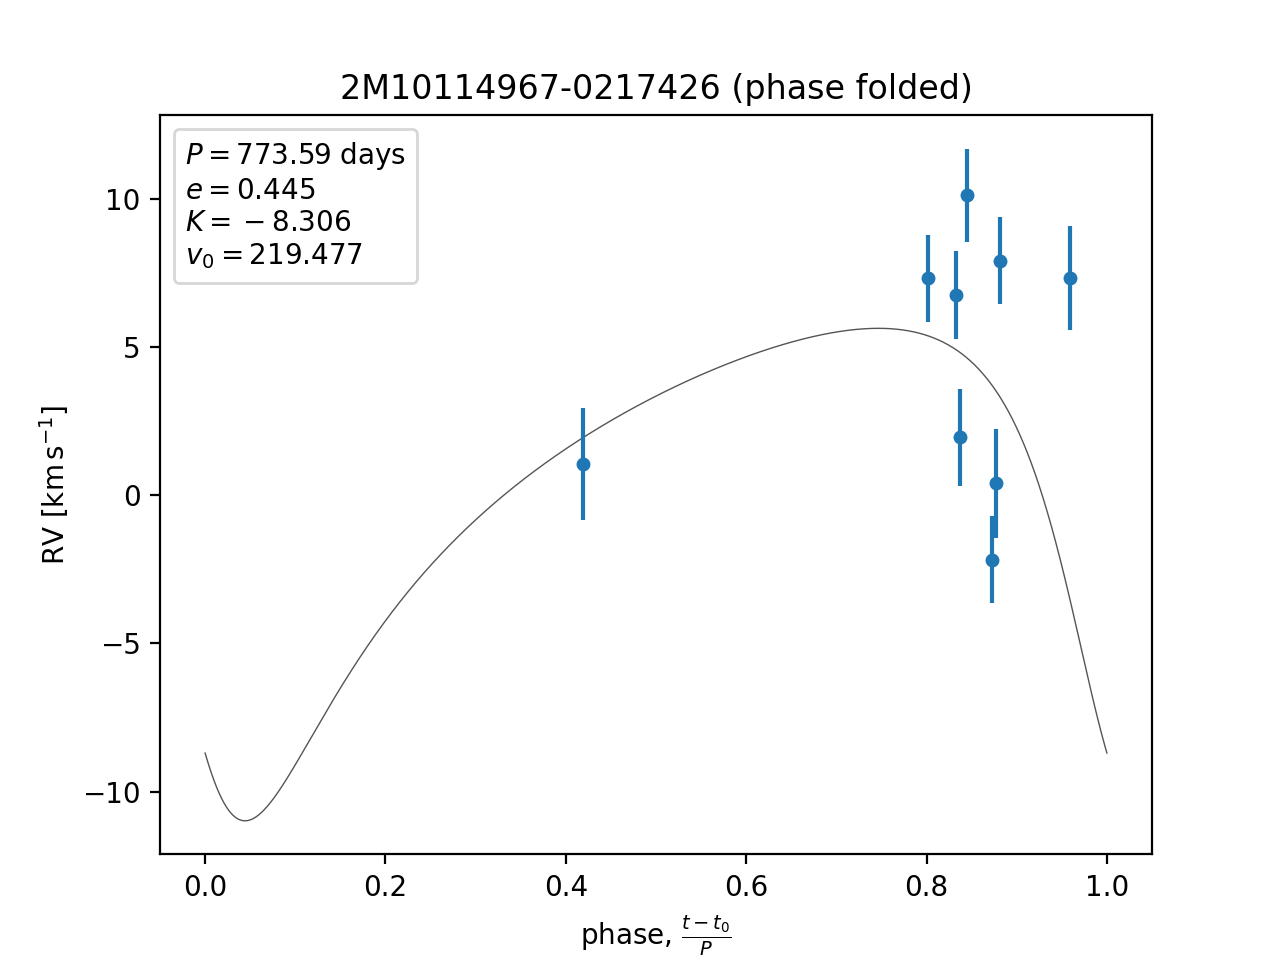 2M10114967-0217426 (phase folded)
P = 773.59 days
e = 0.445
K = −8.306
v₀ = 219.477
10
5
0
−5
−10
RV [km s⁻¹]
0.0 0.2 0.4 0.6 0.8 1.0
phase, (t − t₀)/P